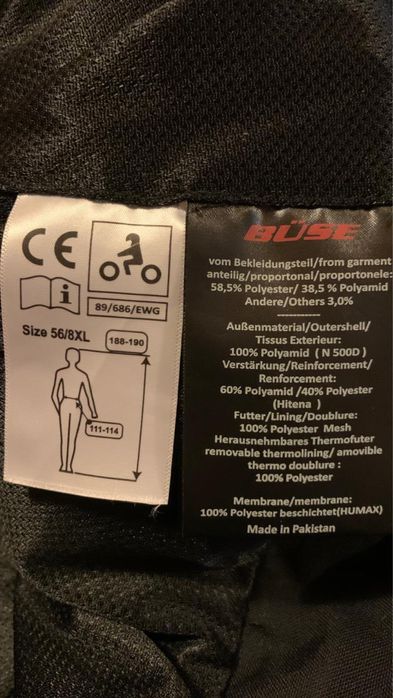 CE
i
89/686/EWG
Size 56/8XL
188-190
111-114
BÜSE
vom Bekleidungsteil/from garment
anteilig/proportonal/proportonele:
58,5% Polyester/ 38,5 % Polyamid
Andere/Others 3,0%
-----------
Außenmaterial/Outershell/
Tissus Exterieur:
100% Polyamid ( N 500D )
Verstärkung/Reinforcement/
Renforcement:
60% Polyamid /40% Polyester
(Hitena )
Futter/Lining/Doublure:
100% Polyester Mesh
Herausnehmbares Thermofuter
removable thermolining/ amovible
thermo doublure :
100% Polyester
Membrane/membrane:
100% Polyester beschichtet(HUMAX)
Made in Pakistan